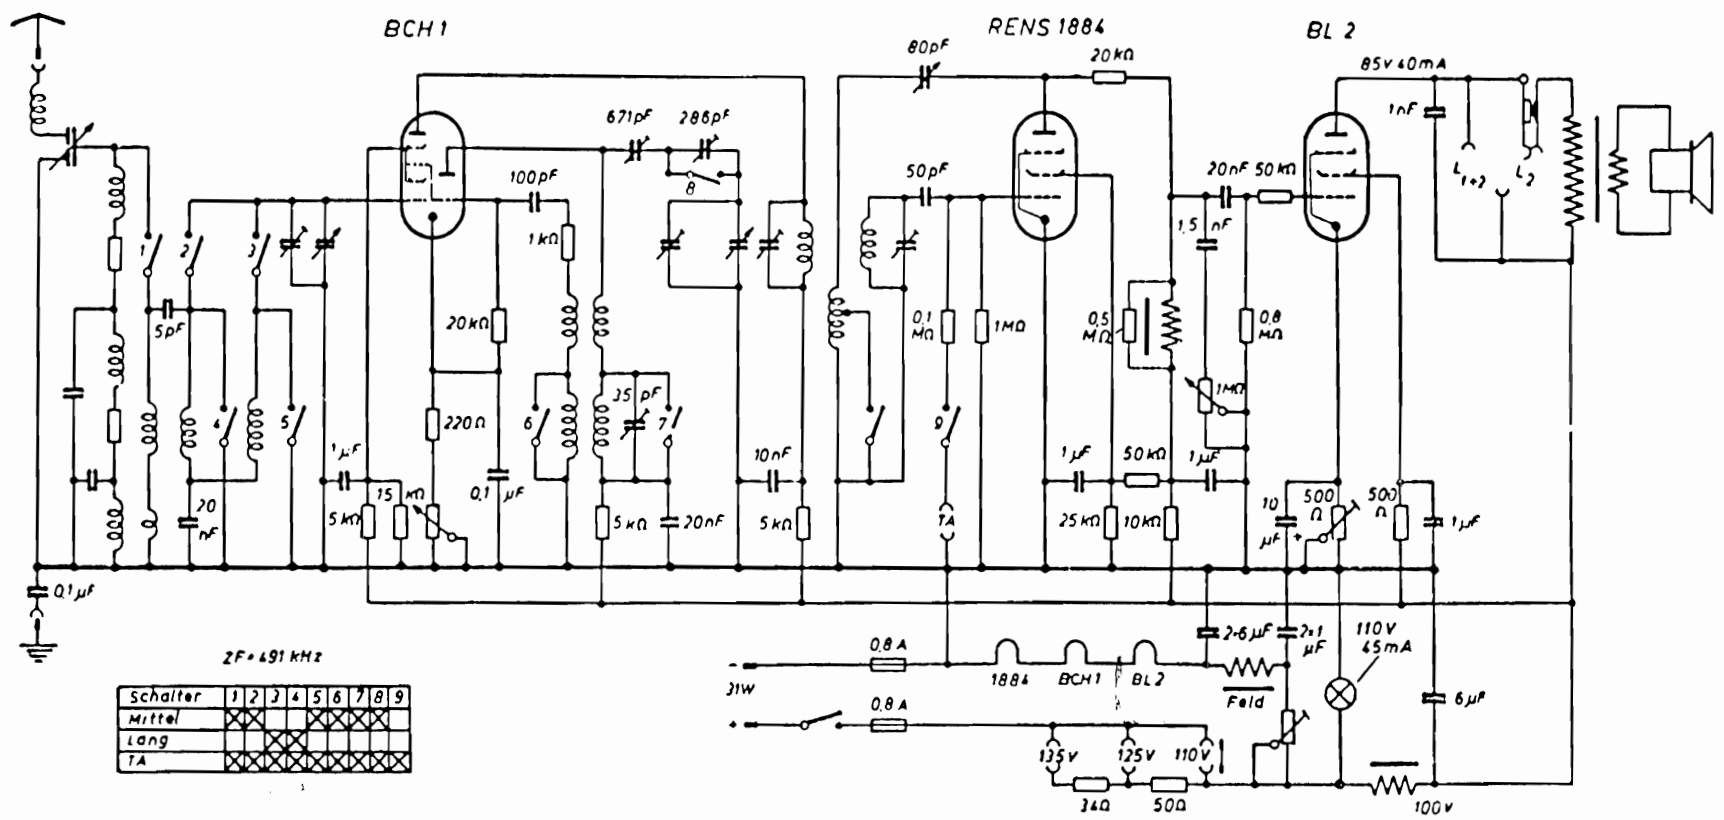 BCH 1
RENS 1884
BL 2
80pF
20kΩ
85V 40mA
1nF
671pF
286pF
8
100pF
50pF
20nF
50kΩ
L1+2
L2
1
2
3
1kΩ
1,5 nF
5pF
20kΩ
0,1 MΩ
1MΩ
0,5 MΩ
0,8 MΩ
35 pF
1MΩ
4
5
220Ω
6
7
9
1µF
0,1 µF
10nF
1µF
50kΩ
1µF
20 nF
5kΩ
15 kΩ
5kΩ
20nF
5kΩ
TA
25kΩ
10kΩ
10 µF
+
500 Ω
500 Ω
1µF
0,1µF
2×6µF
2×1 µF
110V 45mA
ZF = 491 KHz
-
31W
+
0,8 A
0,8 A
1884
BCH1
BL2
Feld
6µF
135V
125V
110V
34Ω
50Ω
100V
Schalter 1 2 3 4 5 6 7 8 9
Mittel
Lang
TA